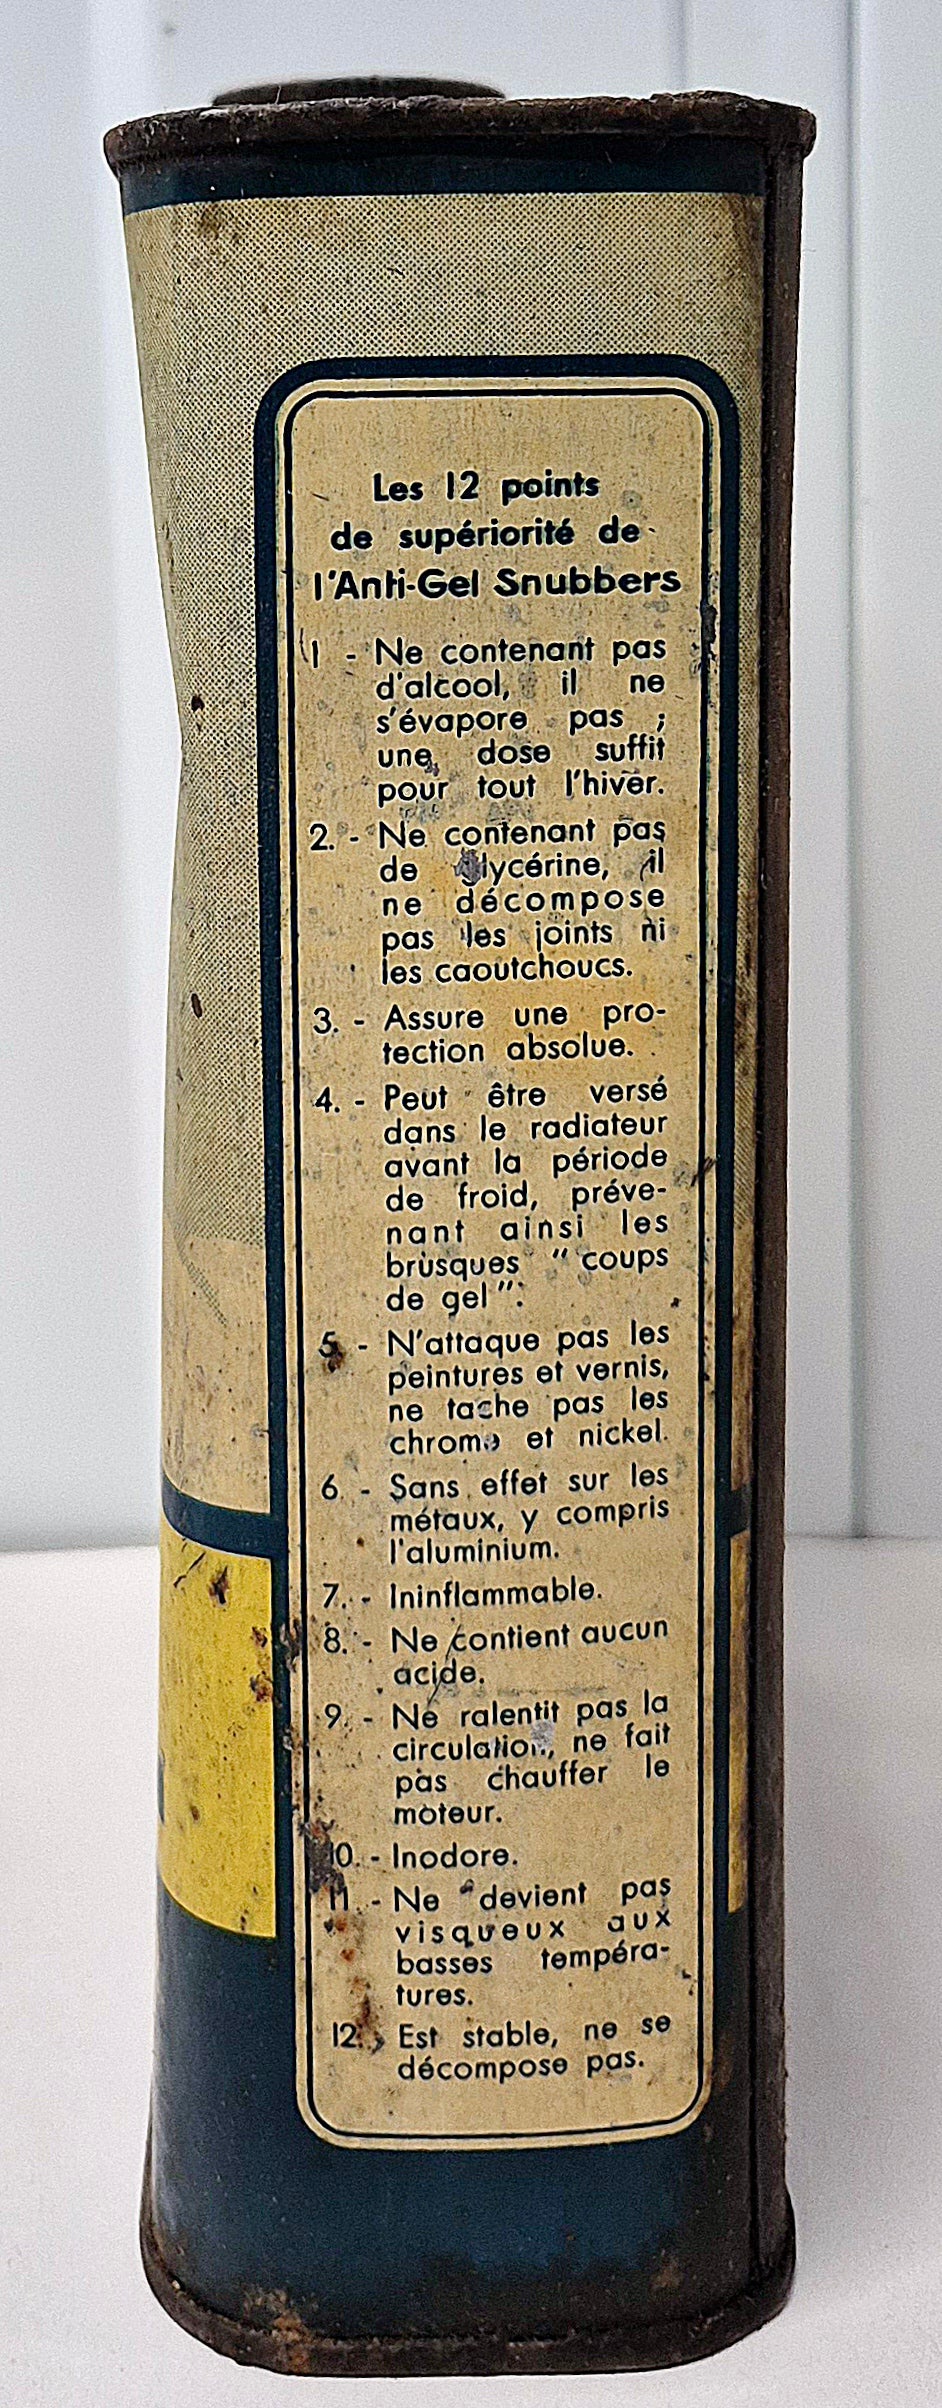 Les 12 points
de supériorité de
l'Anti-Gel Snubbers
1 - Ne contenant pas
d'alcool, il ne
s'évapore pas ;
une dose suffit
pour tout l'hiver.
2. - Ne contenant pas
de glycérine, il
ne décompose
pas les joints ni
les caoutchoucs.
3. - Assure une pro-
tection absolue.
4. - Peut être versé
dans le radiateur
avant la période
de froid, préve-
nant ainsi les
brusques "coups
de gel".
5. - N'attaque pas les
peintures et vernis,
ne tache pas les
chrome et nickel.
6. - Sans effet sur les
métaux, y compris
l'aluminium.
7. - Ininflammable.
8. - Ne contient aucun
acide.
9. - Ne ralentit pas la
circulation, ne fait
pas chauffer le
moteur.
10. - Inodore.
11. - Ne devient pas
visqueux aux
basses tempéra-
tures.
12. - Est stable, ne se
décompose pas.